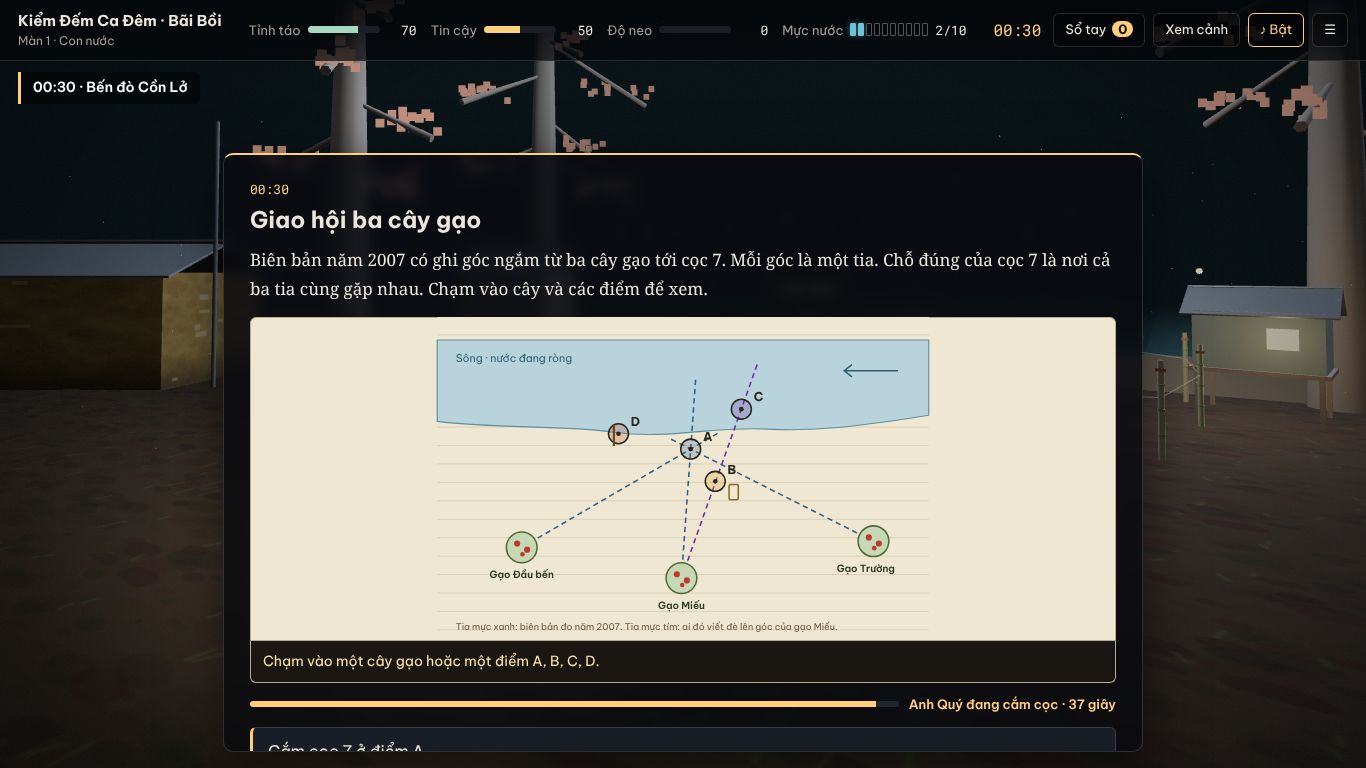 Kiểm Đếm Ca Đêm · Bãi Bồi
Màn 1 · Con nước
Tỉnh táo 70 Tin cậy 50 Độ neo 0 Mực nước 2/10 00:30 Sổ tay 0 Xem cảnh ♪ Bật ☰
00:30 · Bến đò Cồn Lở
00:30
Giao hội ba cây gạo
Biên bản năm 2007 có ghi góc ngắm từ ba cây gạo tới cọc 7. Mỗi góc là một tia. Chỗ đúng của cọc 7 là nơi cả
ba tia cùng gặp nhau. Chạm vào cây và các điểm để xem.
Sông · nước đang ròng
C
D
A
B
Gạo Đầu bến
Gạo Trường
Gạo Miếu
Tia mực xanh: biên bản đo năm 2007. Tia mực tím: ai đó viết đè lên góc của gạo Miếu.
Chạm vào một cây gạo hoặc một điểm A, B, C, D.
Anh Quý đang cắm cọc · 37 giây
Cắm cọc 7 ở điểm A